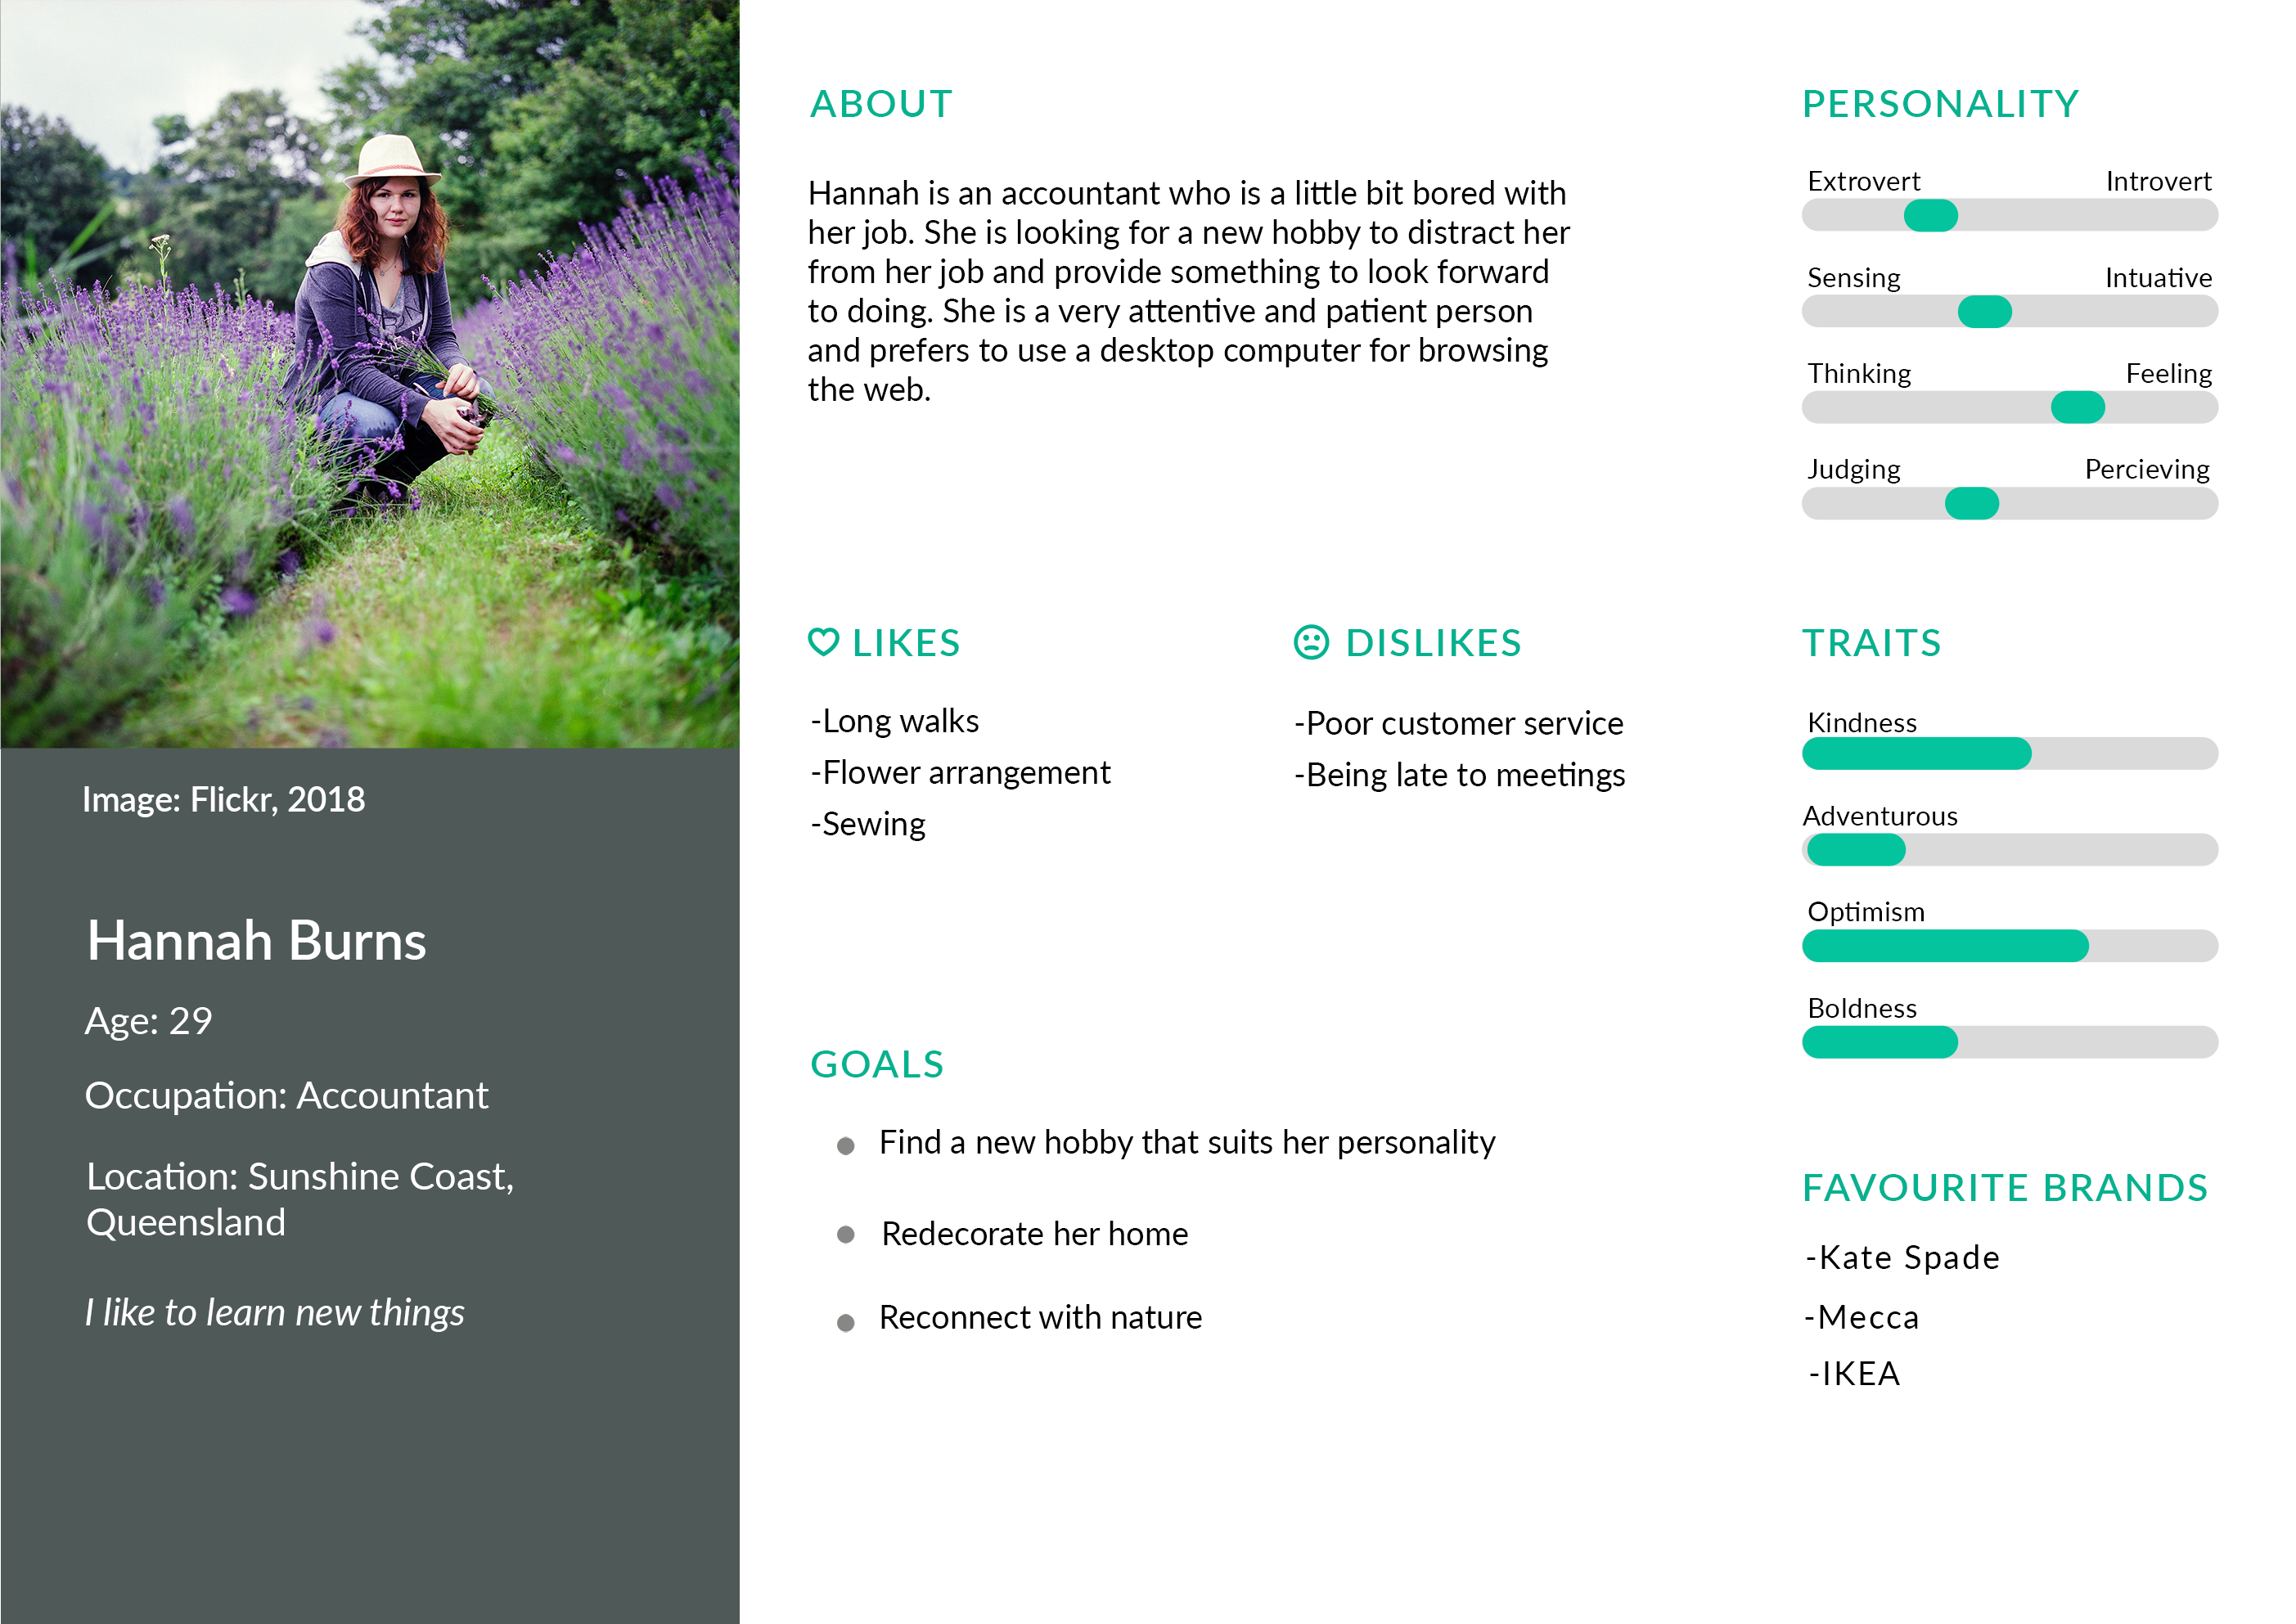 Image: Flickr, 2018
Hannah Burns
Age: 29
Occupation: Accountant
Location: Sunshine Coast,
Queensland
I like to learn new things
ABOUT
Hannah is an accountant who is a little bit bored with
her job. She is looking for a new hobby to distract her
from her job and provide something to look forward
to doing. She is a very attentive and patient person
and prefers to use a desktop computer for browsing
the web.
LIKES
-Long walks
-Flower arrangement
-Sewing
DISLIKES
-Poor customer service
-Being late to meetings
GOALS
Find a new hobby that suits her personality
Redecorate her home
Reconnect with nature
PERSONALITY
Extrovert Introvert
Sensing Intuative
Thinking Feeling
Judging Percieving
TRAITS
Kindness
Adventurous
Optimism
Boldness
FAVOURITE BRANDS
-Kate Spade
-Mecca
-IKEA